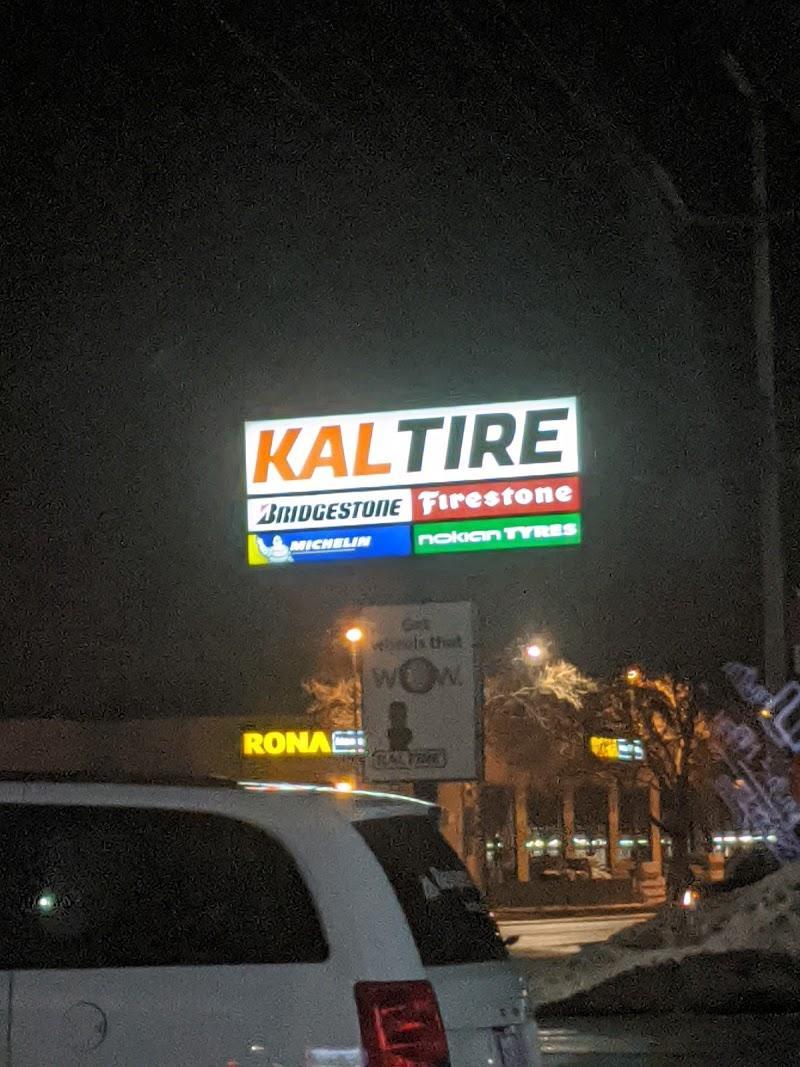 KALTIRE
BRIDGESTONE Firestone
MICHELIN nokian TYRES
Get
wheels that
WOW.
KALTIRE
RONA